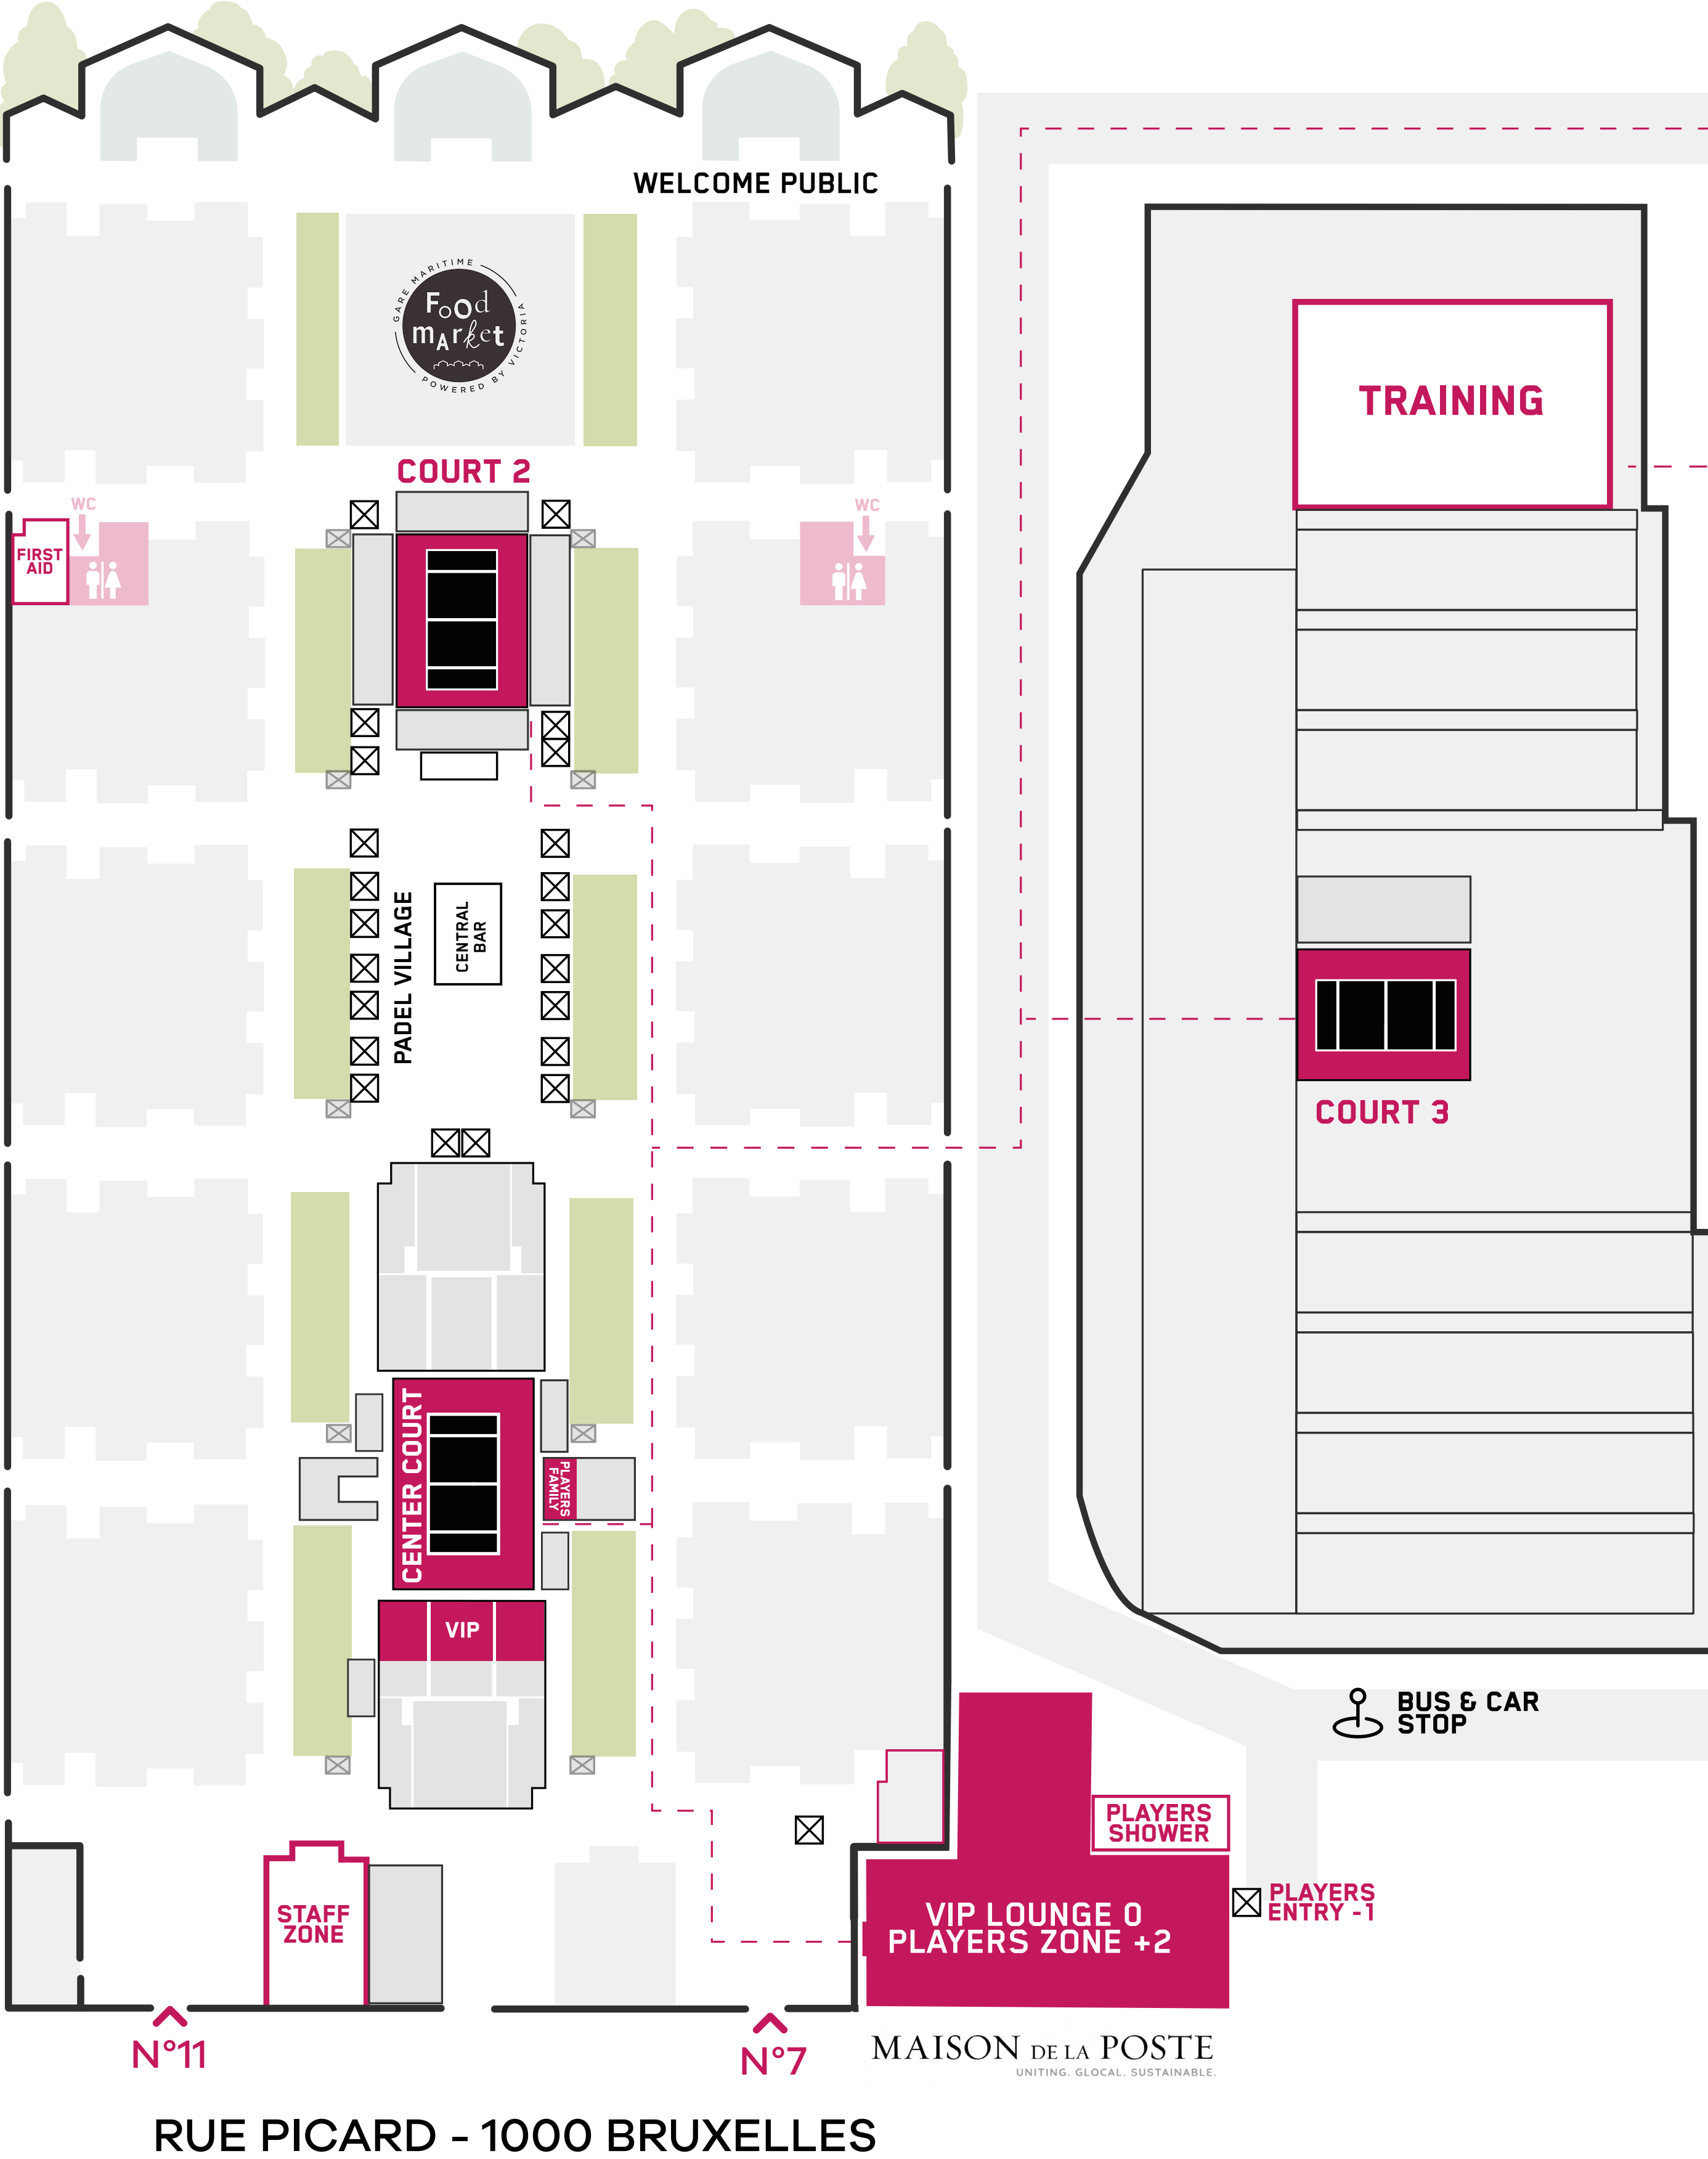 WELCOME PUBLIC
GARE MARITIME
Food
market
POWERED BY VICTORIA
TRAINING
COURT 2
WC
WC
FIRST
AID
PADEL VILLAGE
CENTRAL
BAR
COURT 3
CENTER COURT
PLAYERS
FAMILY
VIP
BUS & CAR
STOP
PLAYERS
SHOWER
PLAYERS
ENTRY -1
STAFF
ZONE
VIP LOUNGE 0
PLAYERS ZONE +2
N°11
N°7
MAISON DE LA POSTE
UNITING. GLOCAL. SUSTAINABLE.
RUE PICARD - 1000 BRUXELLES